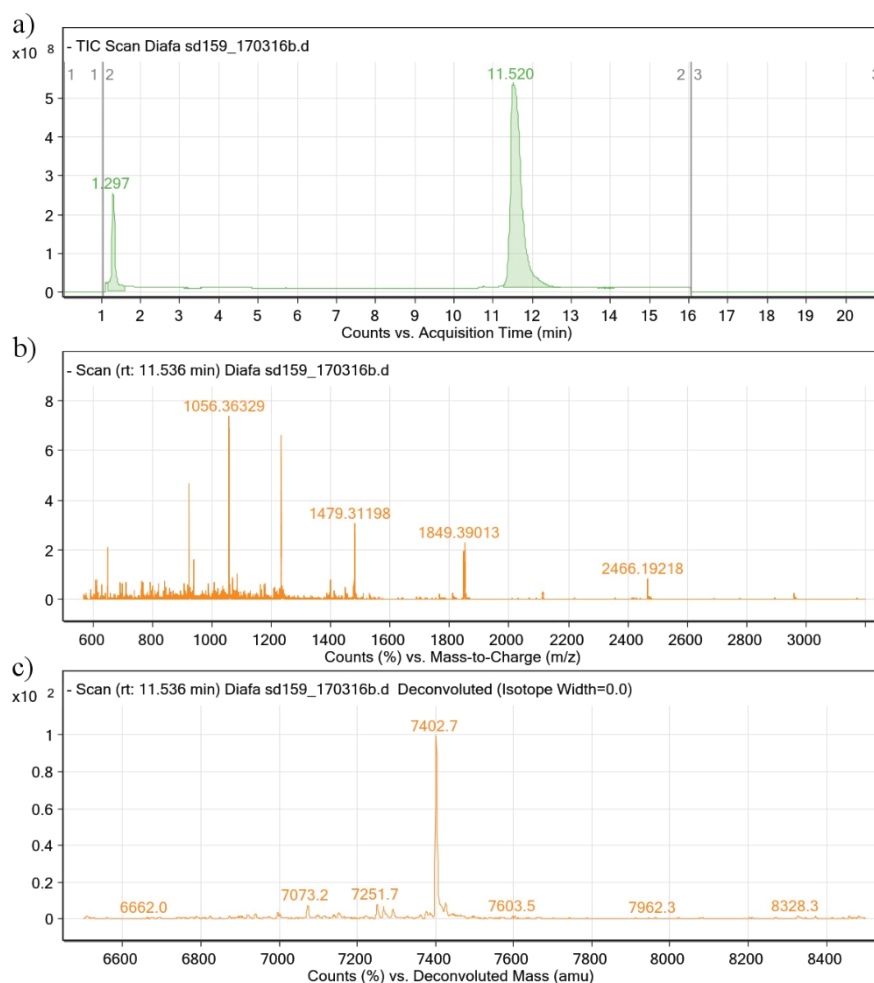 a)
x10 8
- TIC Scan Diafa sd159_170316b.d
1 1 2 2 3 3
11.520
1.297
5
4
3
2
1
0
1 2 3 4 5 6 7 8 9 10 11 12 13 14 15 16 17 18 19 20
Counts vs. Acquisition Time (min)
b)
- Scan (rt: 11.536 min) Diafa sd159_170316b.d
8
6
4
2
0
1056.36329
1479.31198
1849.39013
2466.19218
600 800 1000 1200 1400 1600 1800 2000 2200 2400 2600 2800 3000
Counts (%) vs. Mass-to-Charge (m/z)
c)
x10 2
- Scan (rt: 11.536 min) Diafa sd159_170316b.d Deconvoluted (Isotope Width=0.0)
7402.7
1
0.8
0.6
0.4
0.2
0
6662.0 7073.2 7251.7 7603.5 7962.3 8328.3
6600 6800 7000 7200 7400 7600 7800 8000 8200 8400
Counts (%) vs. Deconvoluted Mass (amu)